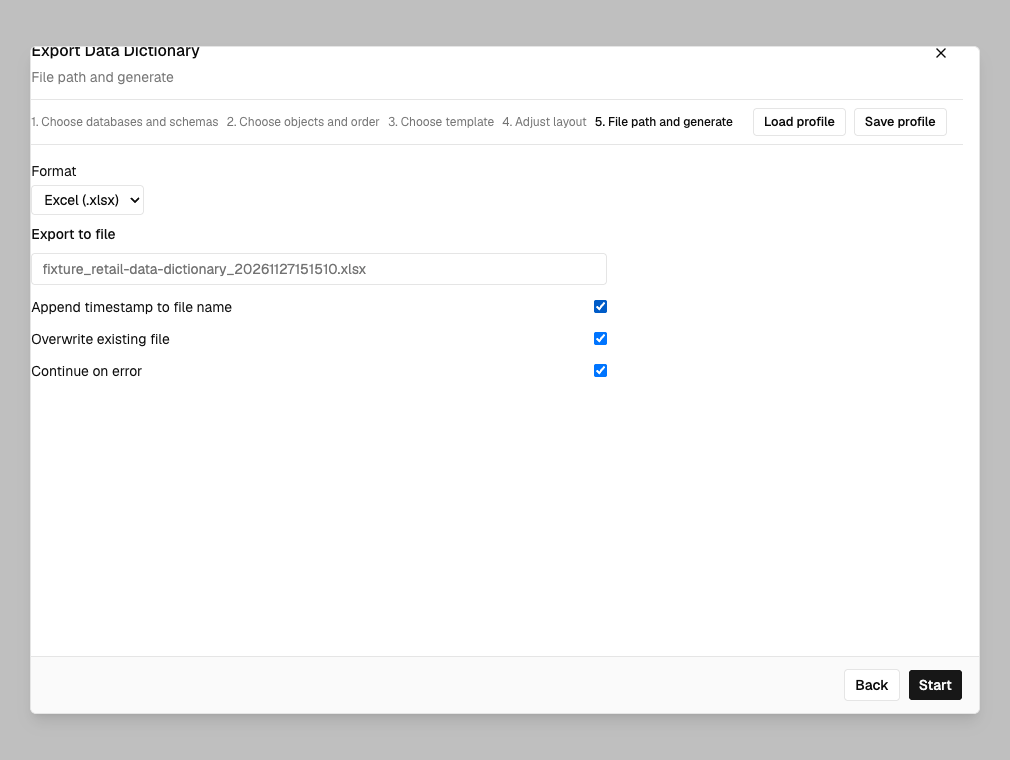 Export Data Dictionary
File path and generate
1. Choose databases and schemas 2. Choose objects and order 3. Choose template 4. Adjust layout 5. File path and generate Load profile Save profile
Format
Excel (.xlsx)
Export to file
fixture_retail-data-dictionary_20261127151510.xlsx
Append timestamp to file name
Overwrite existing file
Continue on error
Back Start